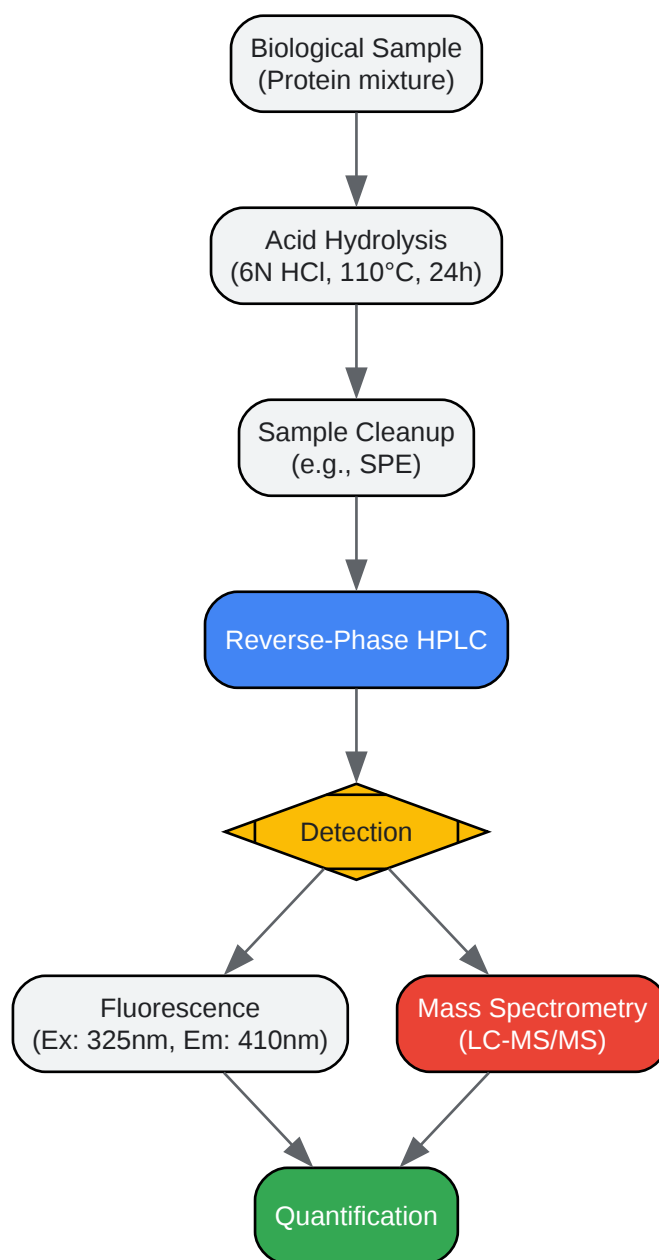 Biological Sample
(Protein mixture)
Acid Hydrolysis
(6N HCl, 110°C, 24h)
Sample Cleanup
(e.g., SPE)
Reverse-Phase HPLC
Detection
Fluorescence
(Ex: 325nm, Em: 410nm)
Mass Spectrometry
(LC-MS/MS)
Quantification